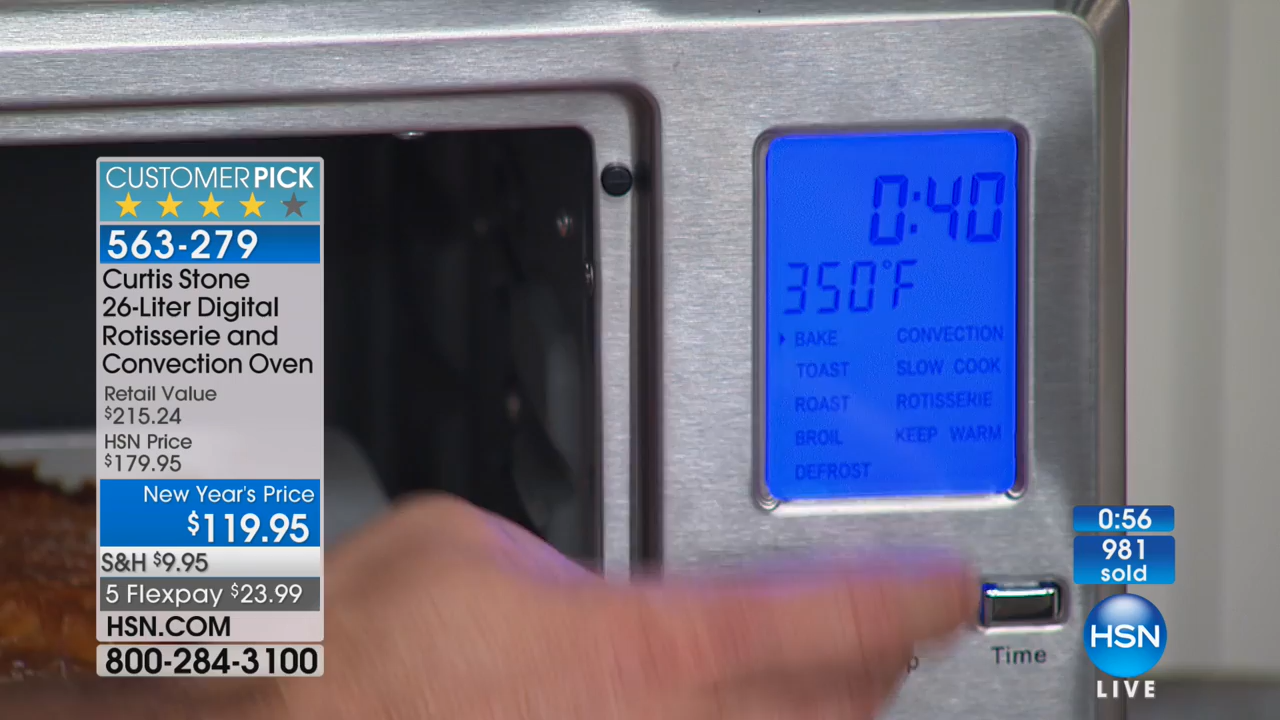 CUSTOMER PICK
563-279
Curtis Stone
26-Liter Digital
Rotisserie and
Convection Oven
Retail Value
$215.24
HSN Price
$179.95
New Year's Price
$119.95
S&H $9.95
5 Flexpay $23.99
HSN.COM
800-284-3100
0:40
350°F
BAKE CONVECTION
TOAST SLOW COOK
ROAST ROTISSERIE
BROIL KEEP WARM
DEFROST
Time
0:56
981
sold
HSN
LIVE